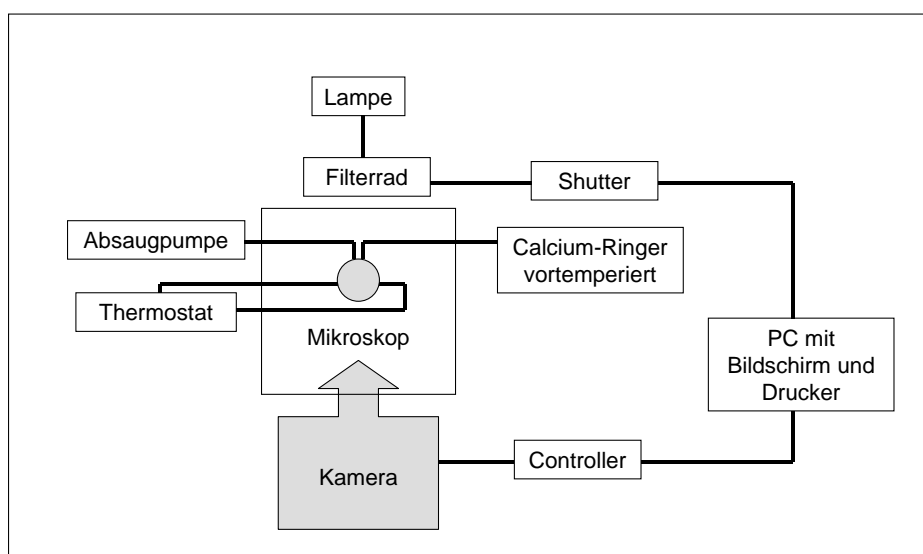 Lampe
Filterrad
Shutter
Absaugpumpe
Calcium-Ringer
vortemperiert
Thermostat
Mikroskop
PC mit
Bildschirm und
Drucker
Kamera
Controller